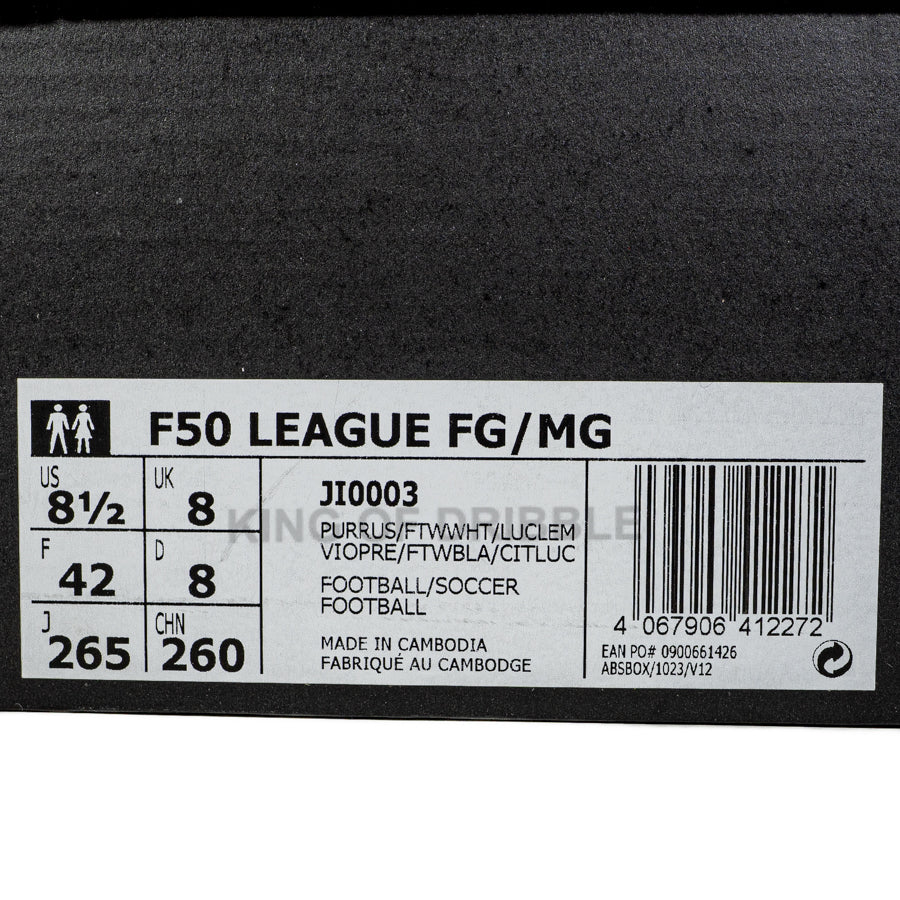 F50 LEAGUE FG/MG
US
8½
UK
8
F
42
D
8
J
265
CHN
260
JI0003
KING OF DRIBBLE
PURRUS/FTWWHT/LUCLEM
VIOPRE/FTWBLA/CITLUC
FOOTBALL/SOCCER
FOOTBALL
MADE IN CAMBODIA
FABRIQUÉ AU CAMBODGE
4 067906 412272
EAN PO# 0900661426
ABSBOX/1023/V12